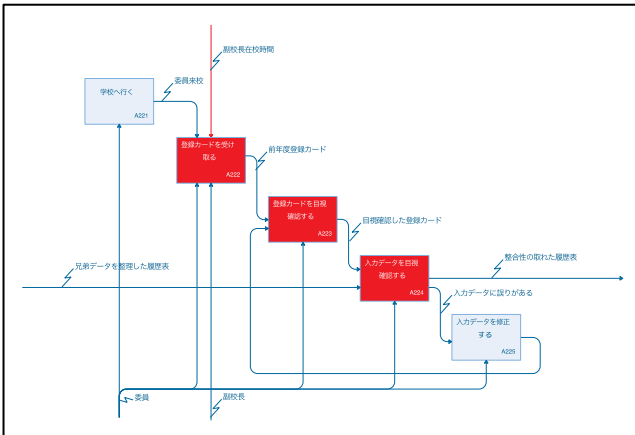 副校長在校時間
委員来校
学校へ行く
A221
登録カードを受け
取る
A222
前年度登録カード
登録カードを目視
確認する
A223
目視確認した登録カード
兄弟データを整理した履歴表
入力データを目視
確認する
A224
整合性の取れた履歴表
入力データに誤りがある
入力データを修正
する
A225
委員
副校長